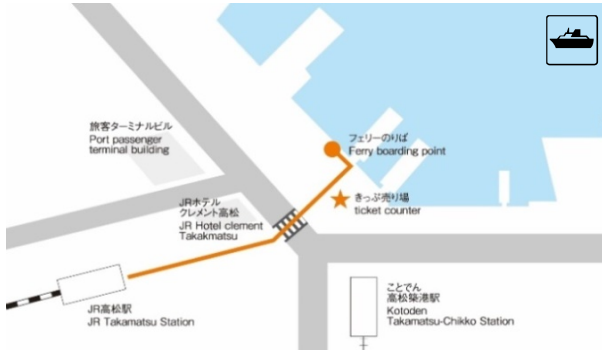 旅客ターミナルビル
Port passenger
terminal building
フェリーのりば
Ferry boarding point
JRホテル
クレメント高松
JR Hotel clement
Takakmatsu
きっぷ売り場
ticket counter
ことでん
高松築港駅
Kotoden
Takamatsu-Chikko Station
JR高松駅
JR Takamatsu Station